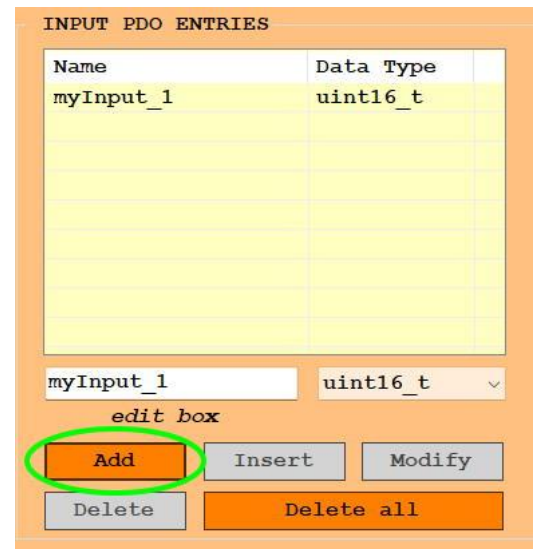 INPUT PDO ENTRIES
Name Data Type
myInput_1 uint16_t
myInput_1 uint16_t
edit box
Add Insert Modify
Delete Delete all